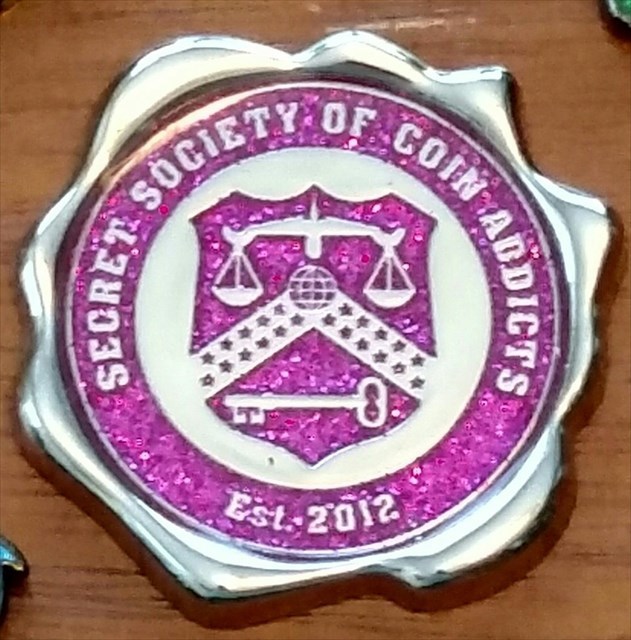 SECRET SOCIETY OF COIN ADDICTS
Est. 2012